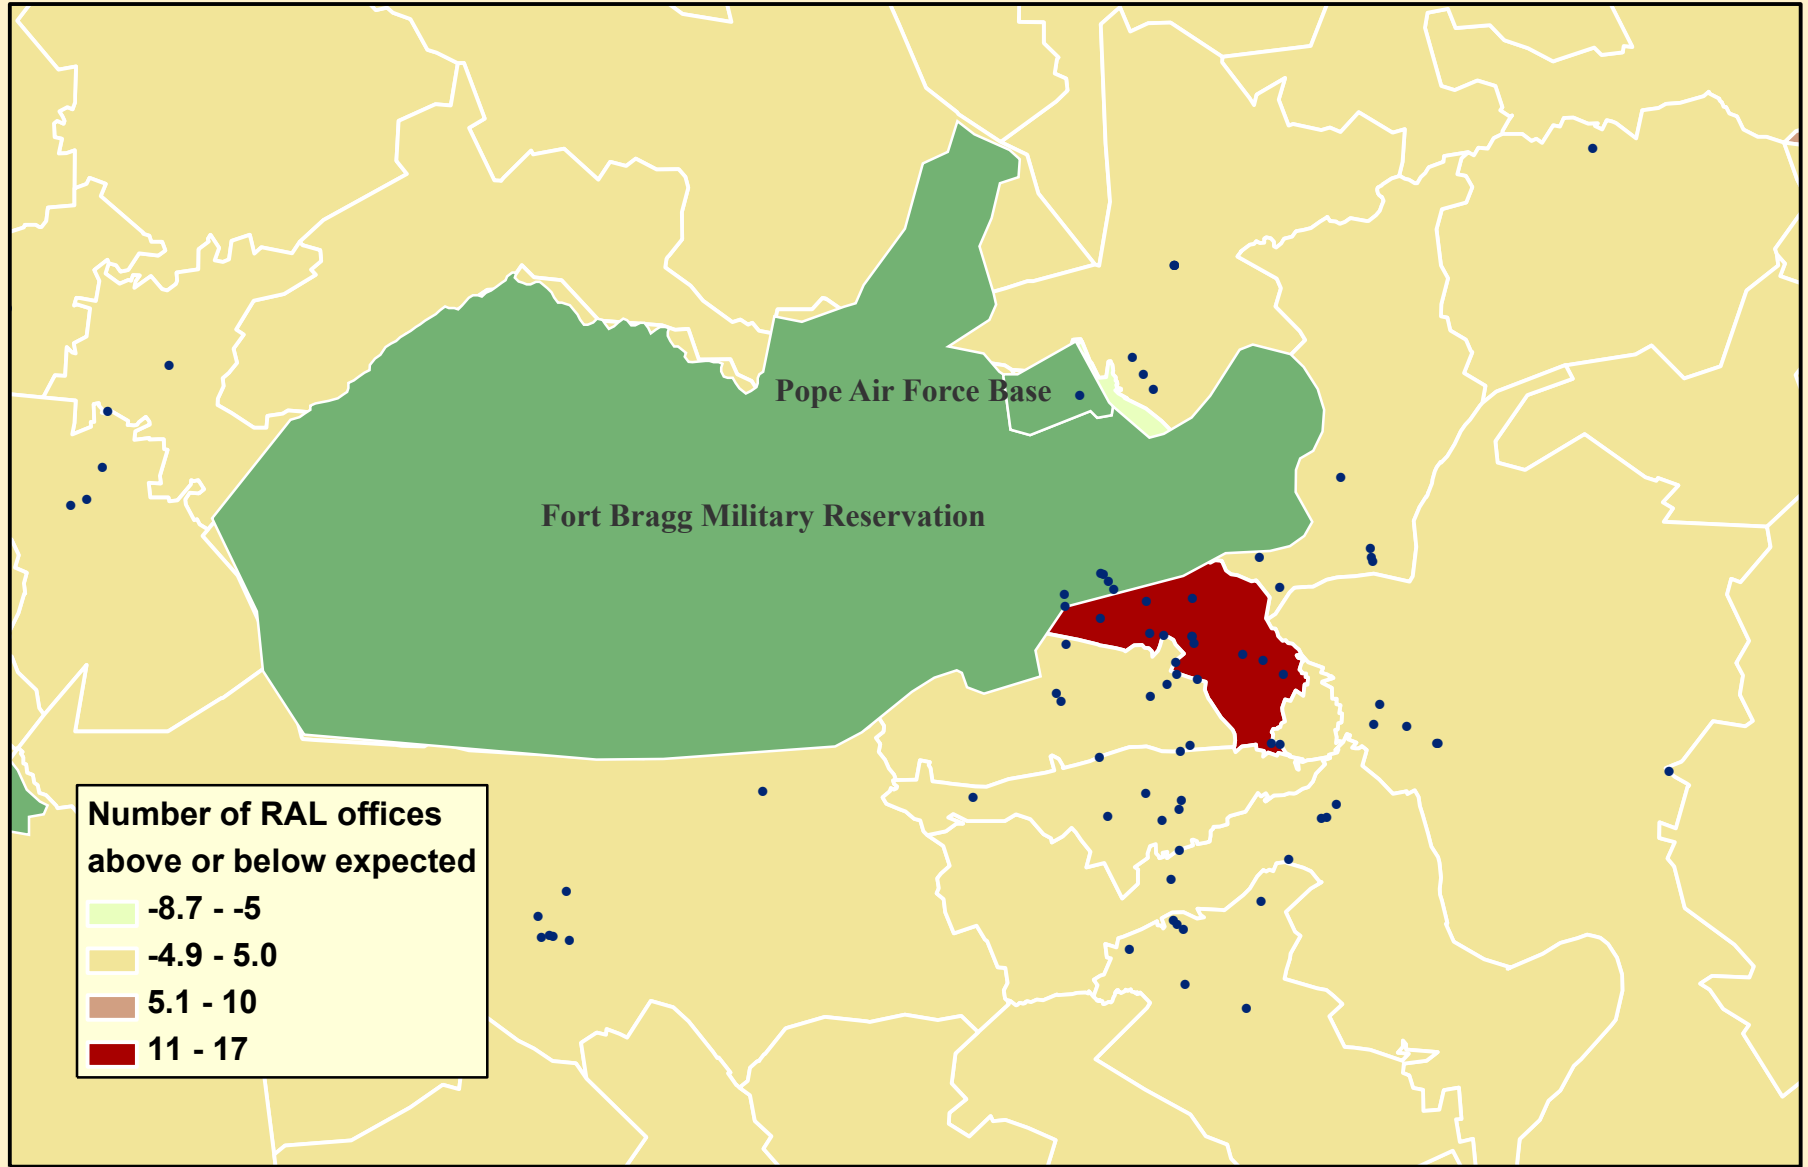 Pope Air Force Base
Fort Bragg Military Reservation
Number of RAL offices
above or below expected
-8.7 - -5
-4.9 - 5.0
5.1 - 10
11 - 17